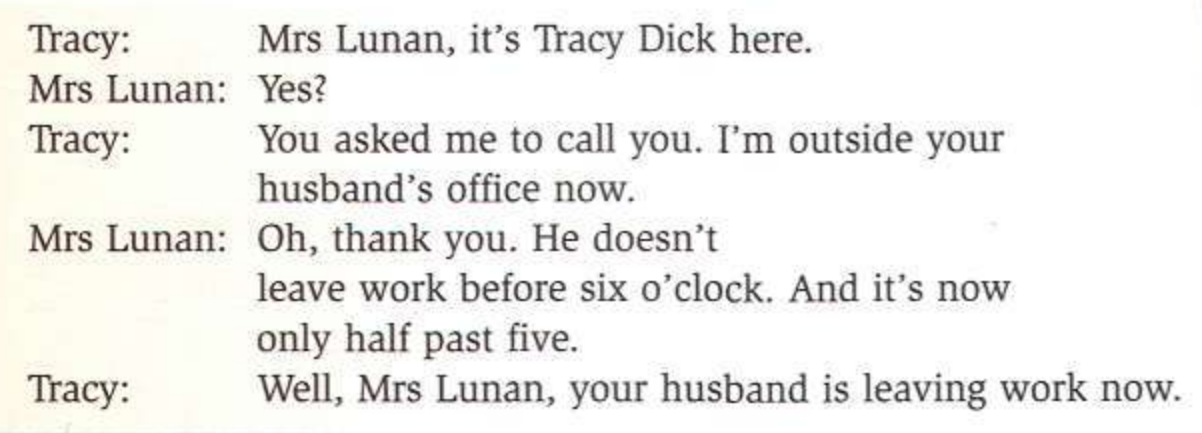 Tracy: Mrs Lunan, it's Tracy Dick here.
Mrs Lunan: Yes?
Tracy: You asked me to call you. I'm outside your
husband's office now.
Mrs Lunan: Oh, thank you. He doesn't
leave work before six o'clock. And it's now
only half past five.
Tracy: Well, Mrs Lunan, your husband is leaving work now.